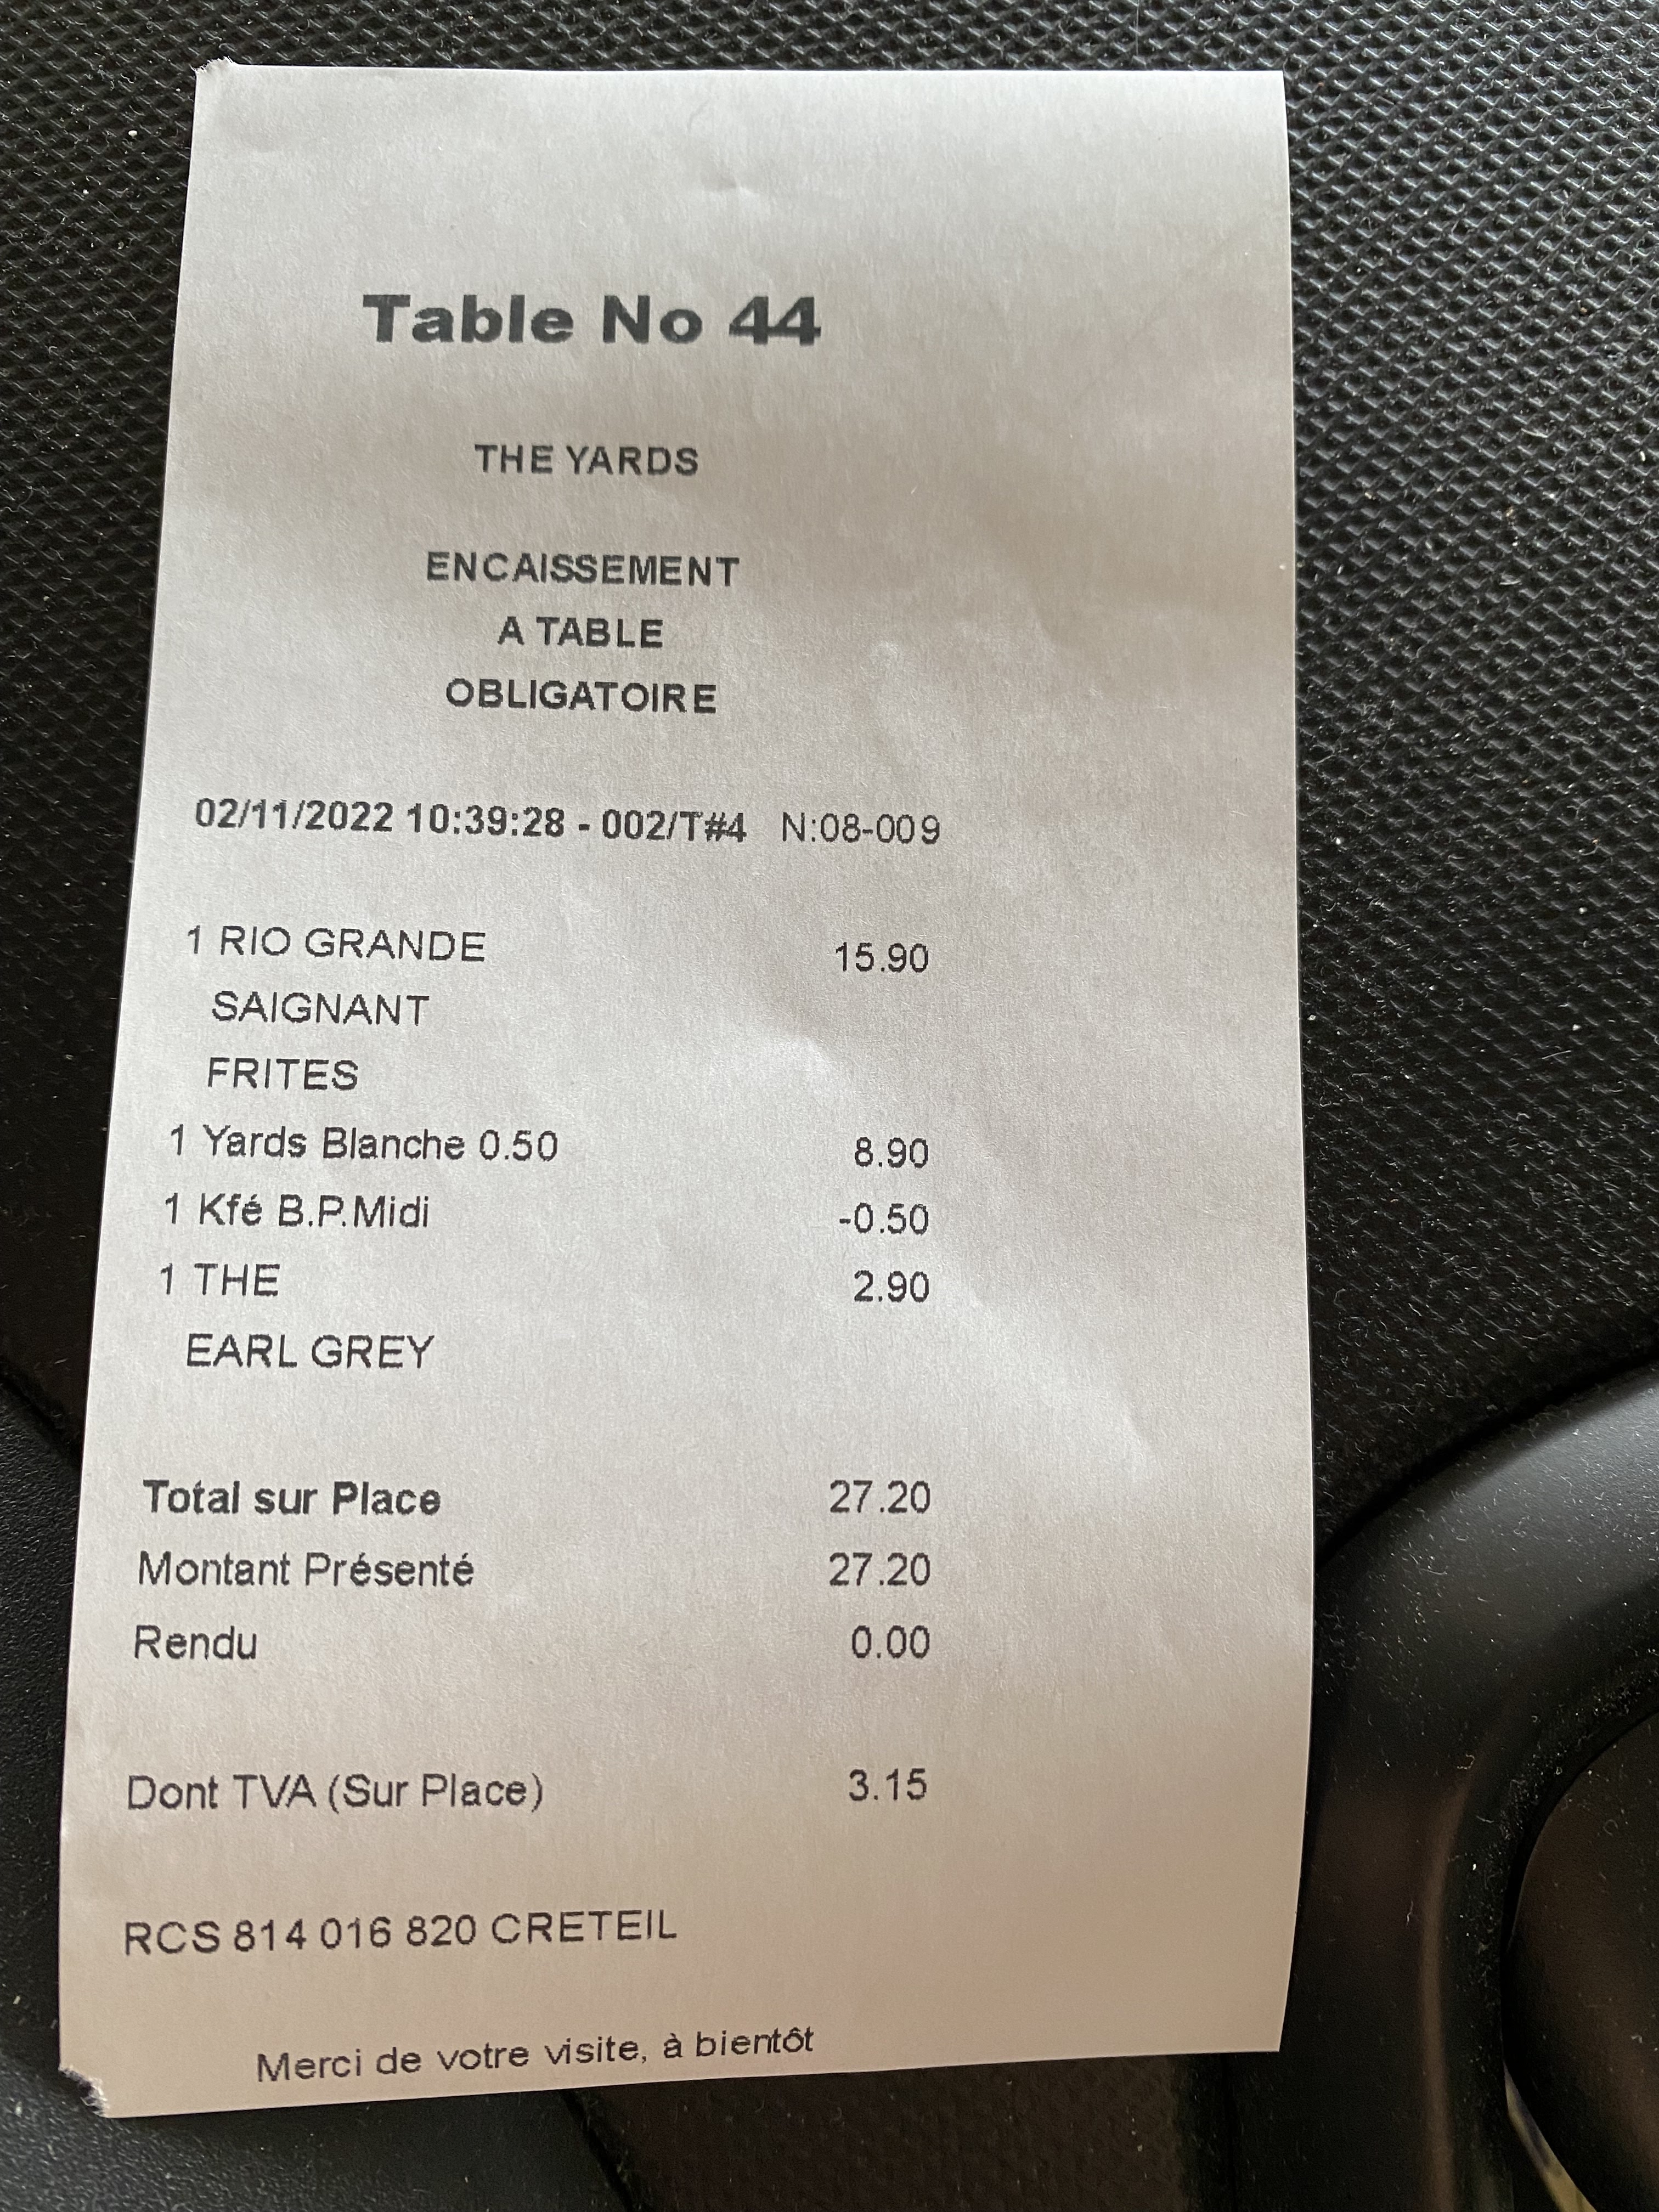 Table No 44
THE YARDS
ENCAISSEMENT
A TABLE
OBLIGATOIRE
02/11/2022 10:39:28 - 002/T#4 N:08-009
1 RIO GRANDE 15.90
SAIGNANT
FRITES
1 Yards Blanche 0.50 8.90
1 Kfé B.P.Midi -0.50
1 THE 2.90
EARL GREY
Total sur Place 27.20
Montant Présenté 27.20
Rendu 0.00
Dont TVA (Sur Place) 3.15
RCS 814 016 820 CRETEIL
Merci de votre visite, à bientôt